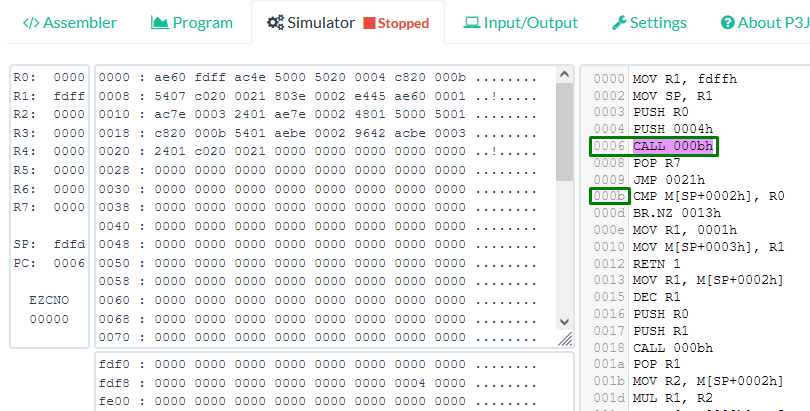 Assembler Program Simulator Stopped Input/Output Settings About P3J
R0: 0000
R1: fdff
R2: 0000
R3: 0000
R4: 0000
R5: 0000
R6: 0000
R7: 0000
SP: fdfd
PC: 0006
EZCNO
00000
0000 : ae60 fdff ac4e 5000 5020 0004 c820 000b ........
0008 : 5407 c020 0021 803e 0002 e445 ae60 0001 ..!.....
0010 : ac7e 0003 2401 ae7e 0002 4801 5000 5001 ........
0018 : c820 000b 5401 aebe 0002 9642 acbe 0003 ........
0020 : 2401 c020 0021 0000 0000 0000 0000 0000 ..!.....
0028 : 0000 0000 0000 0000 0000 0000 0000 0000 ........
0030 : 0000 0000 0000 0000 0000 0000 0000 0000 ........
0038 : 0000 0000 0000 0000 0000 0000 0000 0000 ........
0040 : 0000 0000 0000 0000 0000 0000 0000 0000 ........
0048 : 0000 0000 0000 0000 0000 0000 0000 0000 ........
0050 : 0000 0000 0000 0000 0000 0000 0000 0000 ........
0058 : 0000 0000 0000 0000 0000 0000 0000 0000 ........
0060 : 0000 0000 0000 0000 0000 0000 0000 0000 ........
0068 : 0000 0000 0000 0000 0000 0000 0000 0000 ........
0070 : 0000 0000 0000 0000 0000 0000 0000 0000 ........
fdf0 : 0000 0000 0000 0000 0000 0000 0000 0000 ........
fdf8 : 0000 0000 0000 0000 0000 0000 0004 0000 ........
fe00 : 0000 0000 0000 0000 0000 0000 0000 0000 ........
0000 MOV R1, fdffh
0002 MOV SP, R1
0003 PUSH R0
0004 PUSH 0004h
0006 CALL 000bh
0008 POP R7
0009 JMP 0021h
000b CMP M[SP+0002h], R0
000d BR.NZ 0013h
000e MOV R1, 0001h
0010 MOV M[SP+0003h], R1
0012 RETN 1
0013 MOV R1, M[SP+0002h]
0015 DEC R1
0016 PUSH R0
0017 PUSH R1
0018 CALL 000bh
001a POP R1
001b MOV R2, M[SP+0002h]
001d MUL R1, R2